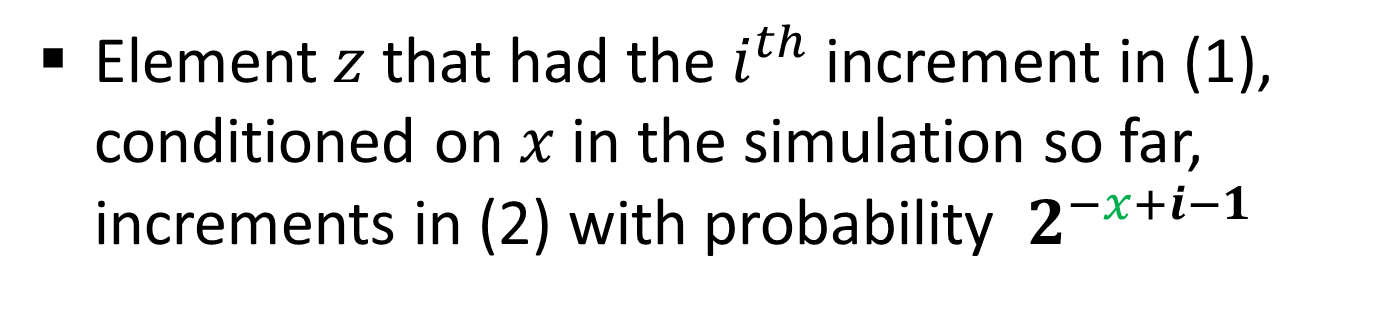 ▪ Element 𝑧 that had the 𝑖ᵗʰ increment in (1),
conditioned on 𝑥 in the simulation so far,
increments in (2) with probability 𝟐^{−𝑥+𝒊−𝟏}